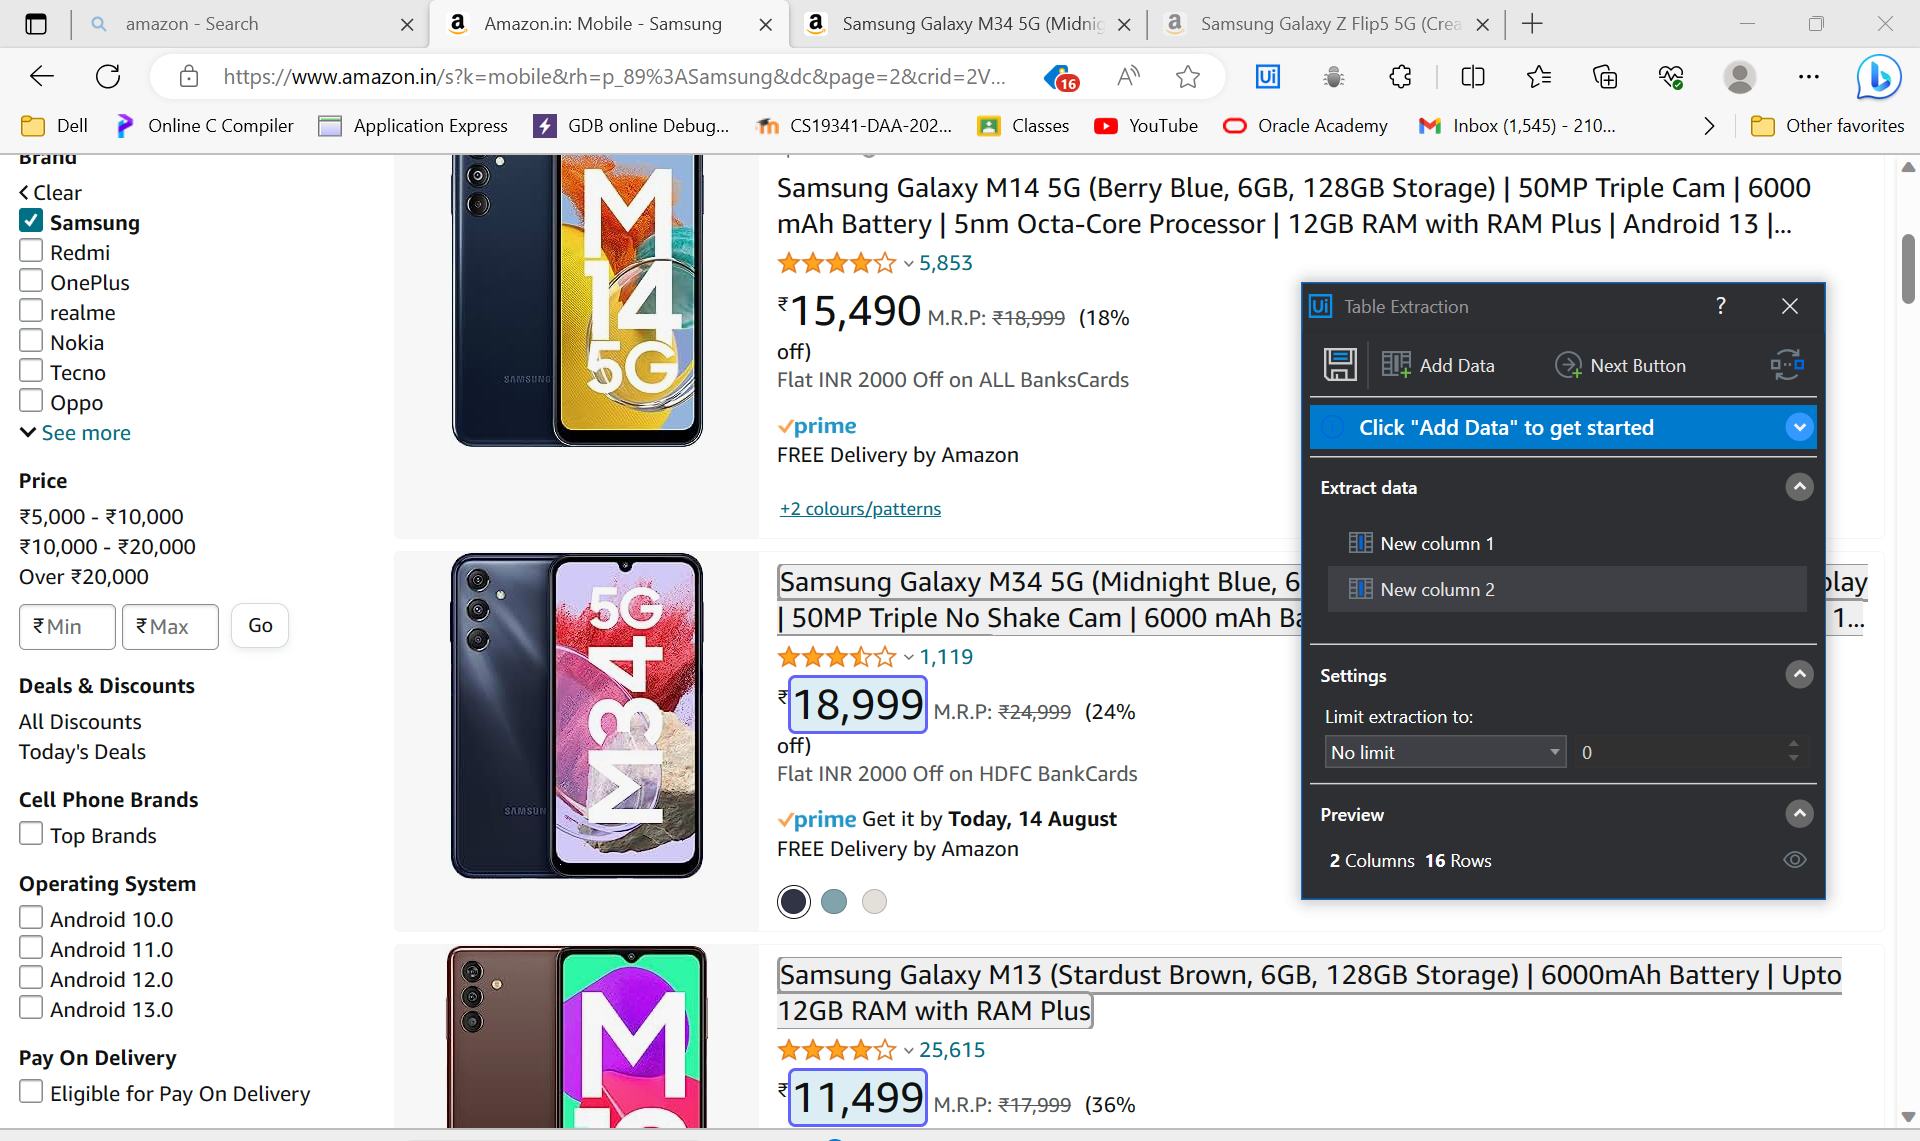 amazon - Search
Amazon.in: Mobile - Samsung
Samsung Galaxy M34 5G (Midnig
Samsung Galaxy Z Flip5 5G (Crea
https://www.amazon.in/s?k=mobile&rh=p_89%3ASamsung&dc&page=2&crid=2V...
16
Ui
Dell
Online C Compiler
Application Express
GDB online Debug...
CS19341-DAA-202...
Classes
YouTube
Oracle Academy
Inbox (1,545) - 210...
Other favorites
Brand
Clear
Samsung
Redmi
OnePlus
realme
Nokia
Tecno
Oppo
See more
Price
₹5,000 - ₹10,000
₹10,000 - ₹20,000
Over ₹20,000
₹ Min
₹ Max
Go
Deals & Discounts
All Discounts
Today's Deals
Cell Phone Brands
Top Brands
Operating System
Android 10.0
Android 11.0
Android 12.0
Android 13.0
Pay On Delivery
Eligible for Pay On Delivery
M
14
5G
SAMSUNG
Samsung Galaxy M14 5G (Berry Blue, 6GB, 128GB Storage) | 50MP Triple Cam | 6000
mAh Battery | 5nm Octa-Core Processor | 12GB RAM with RAM Plus | Android 13 |...
5,853
₹15,490 M.R.P: ₹18,999 (18%
off)
Flat INR 2000 Off on ALL BanksCards
prime
FREE Delivery by Amazon
+2 colours/patterns
M34 5G
SAMSUN
Samsung Galaxy M34 5G (Midnight Blue, 6
play
| 50MP Triple No Shake Cam | 6000 mAh Ba
1...
1,119
₹18,999 M.R.P: ₹24,999 (24%
off)
Flat INR 2000 Off on HDFC BankCards
prime Get it by Today, 14 August
FREE Delivery by Amazon
M
Samsung Galaxy M13 (Stardust Brown, 6GB, 128GB Storage) | 6000mAh Battery | Upto
12GB RAM with RAM Plus
25,615
₹11,499 M.R.P: ₹17,999 (36%
Ui Table Extraction
?
Add Data
Next Button
Click "Add Data" to get started
Extract data
New column 1
New column 2
Settings
Limit extraction to:
No limit
0
Preview
2 Columns 16 Rows